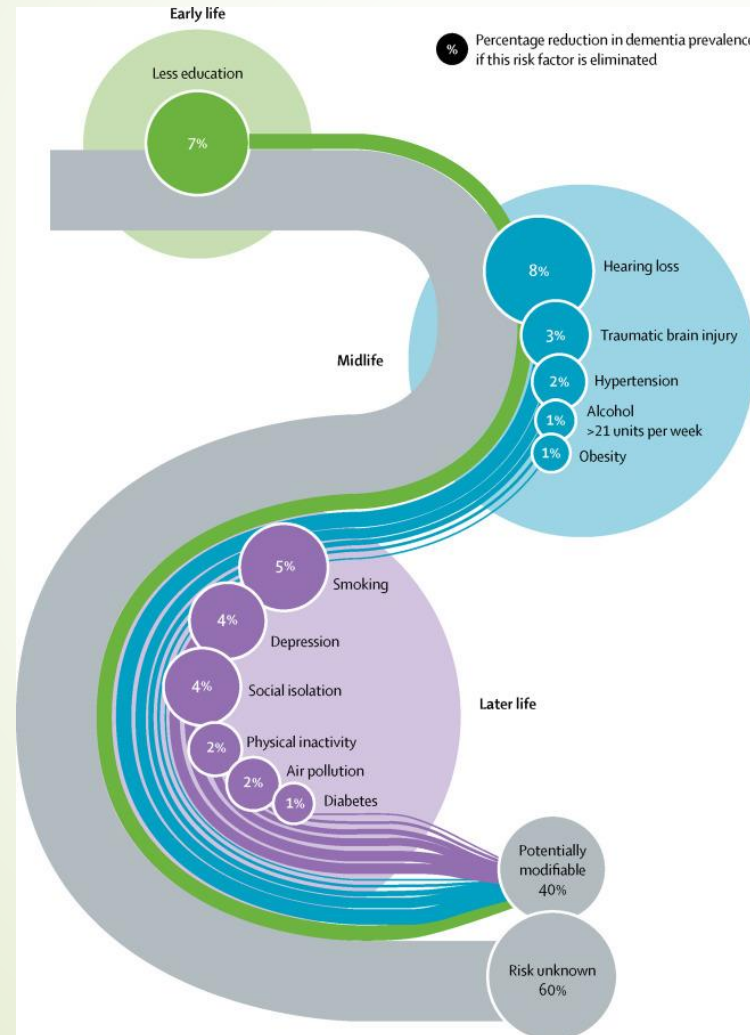 Early life
% Percentage reduction in dementia prevalence
if this risk factor is eliminated
Less education
7%
8% Hearing loss
3% Traumatic brain injury
Midlife
2% Hypertension
1% Alcohol
>21 units per week
1% Obesity
5%
Smoking
4%
Depression
4% Social isolation
Later life
2% Physical inactivity
2% Air pollution
1% Diabetes
Potentially
modifiable
40%
Risk unknown
60%